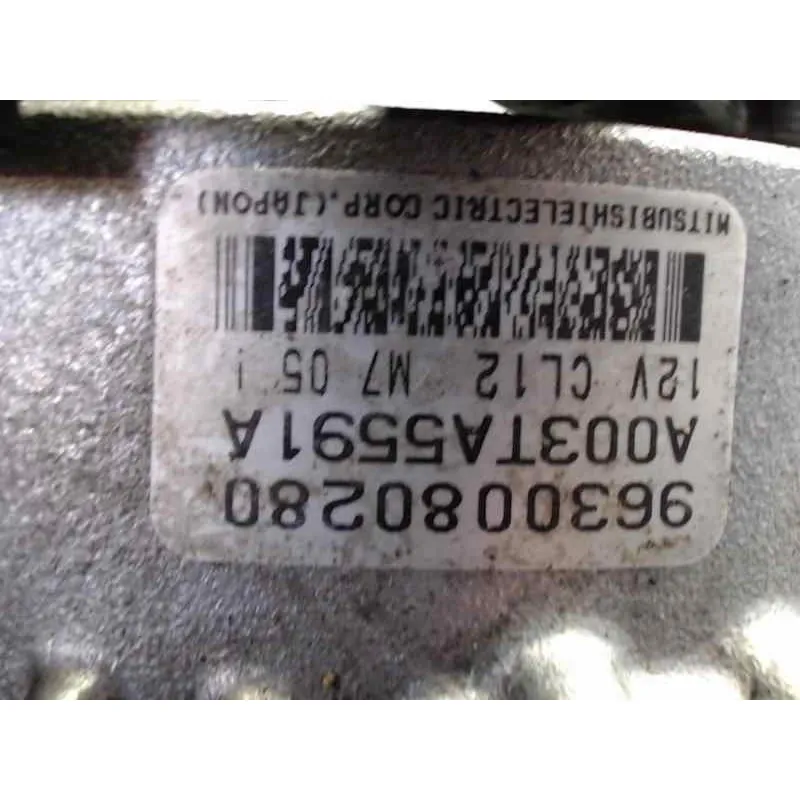 9630080280
A003TA5591A
12V CL12 M7 05 !
MITSUBISHIELECTRIC CORP.(JAPON)